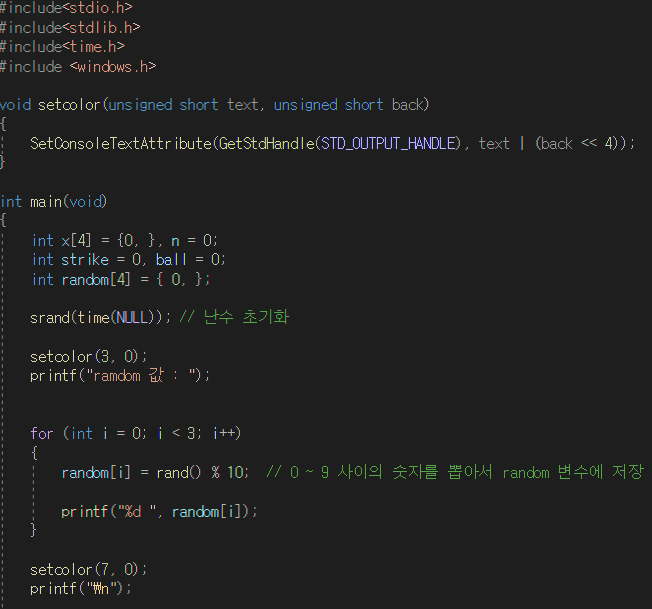 #include<stdio.h>
#include<stdlib.h>
#include<time.h>
#include <windows.h>
void setcolor(unsigned short text, unsigned short back)
{
SetConsoleTextAttribute(GetStdHandle(STD_OUTPUT_HANDLE), text | (back << 4));
}
int main(void)
{
int x[4] = {0, }, n = 0;
int strike = 0, ball = 0;
int random[4] = { 0, };
srand(time(NULL)); // 난수 초기화
setcolor(3, 0);
printf("ramdom 값 : ");
for (int i = 0; i < 3; i++)
{
random[i] = rand() % 10;  // 0 ~ 9 사이의 숫자를 뽑아서 random 변수에 저장
printf("%d ", random[i]);
}
setcolor(7, 0);
printf("₩n");